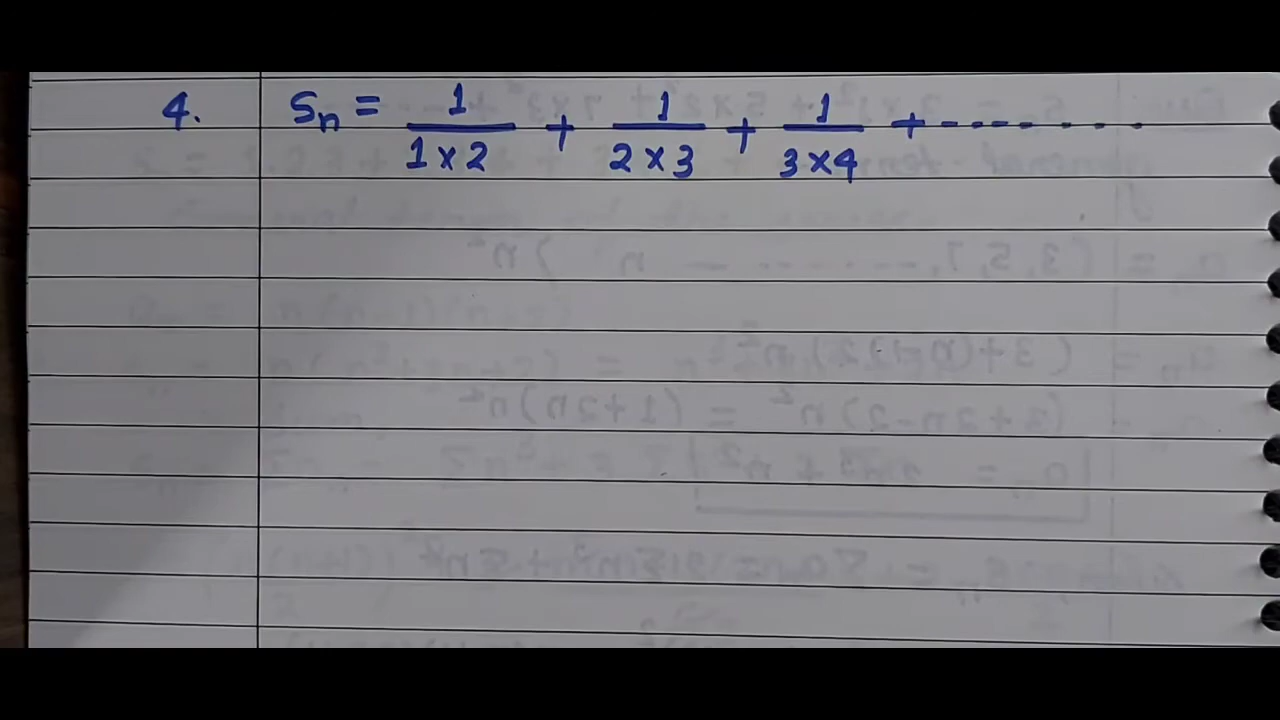 4. Sn = 1/(1×2) + 1/(2×3) + 1/(3×4) + --------